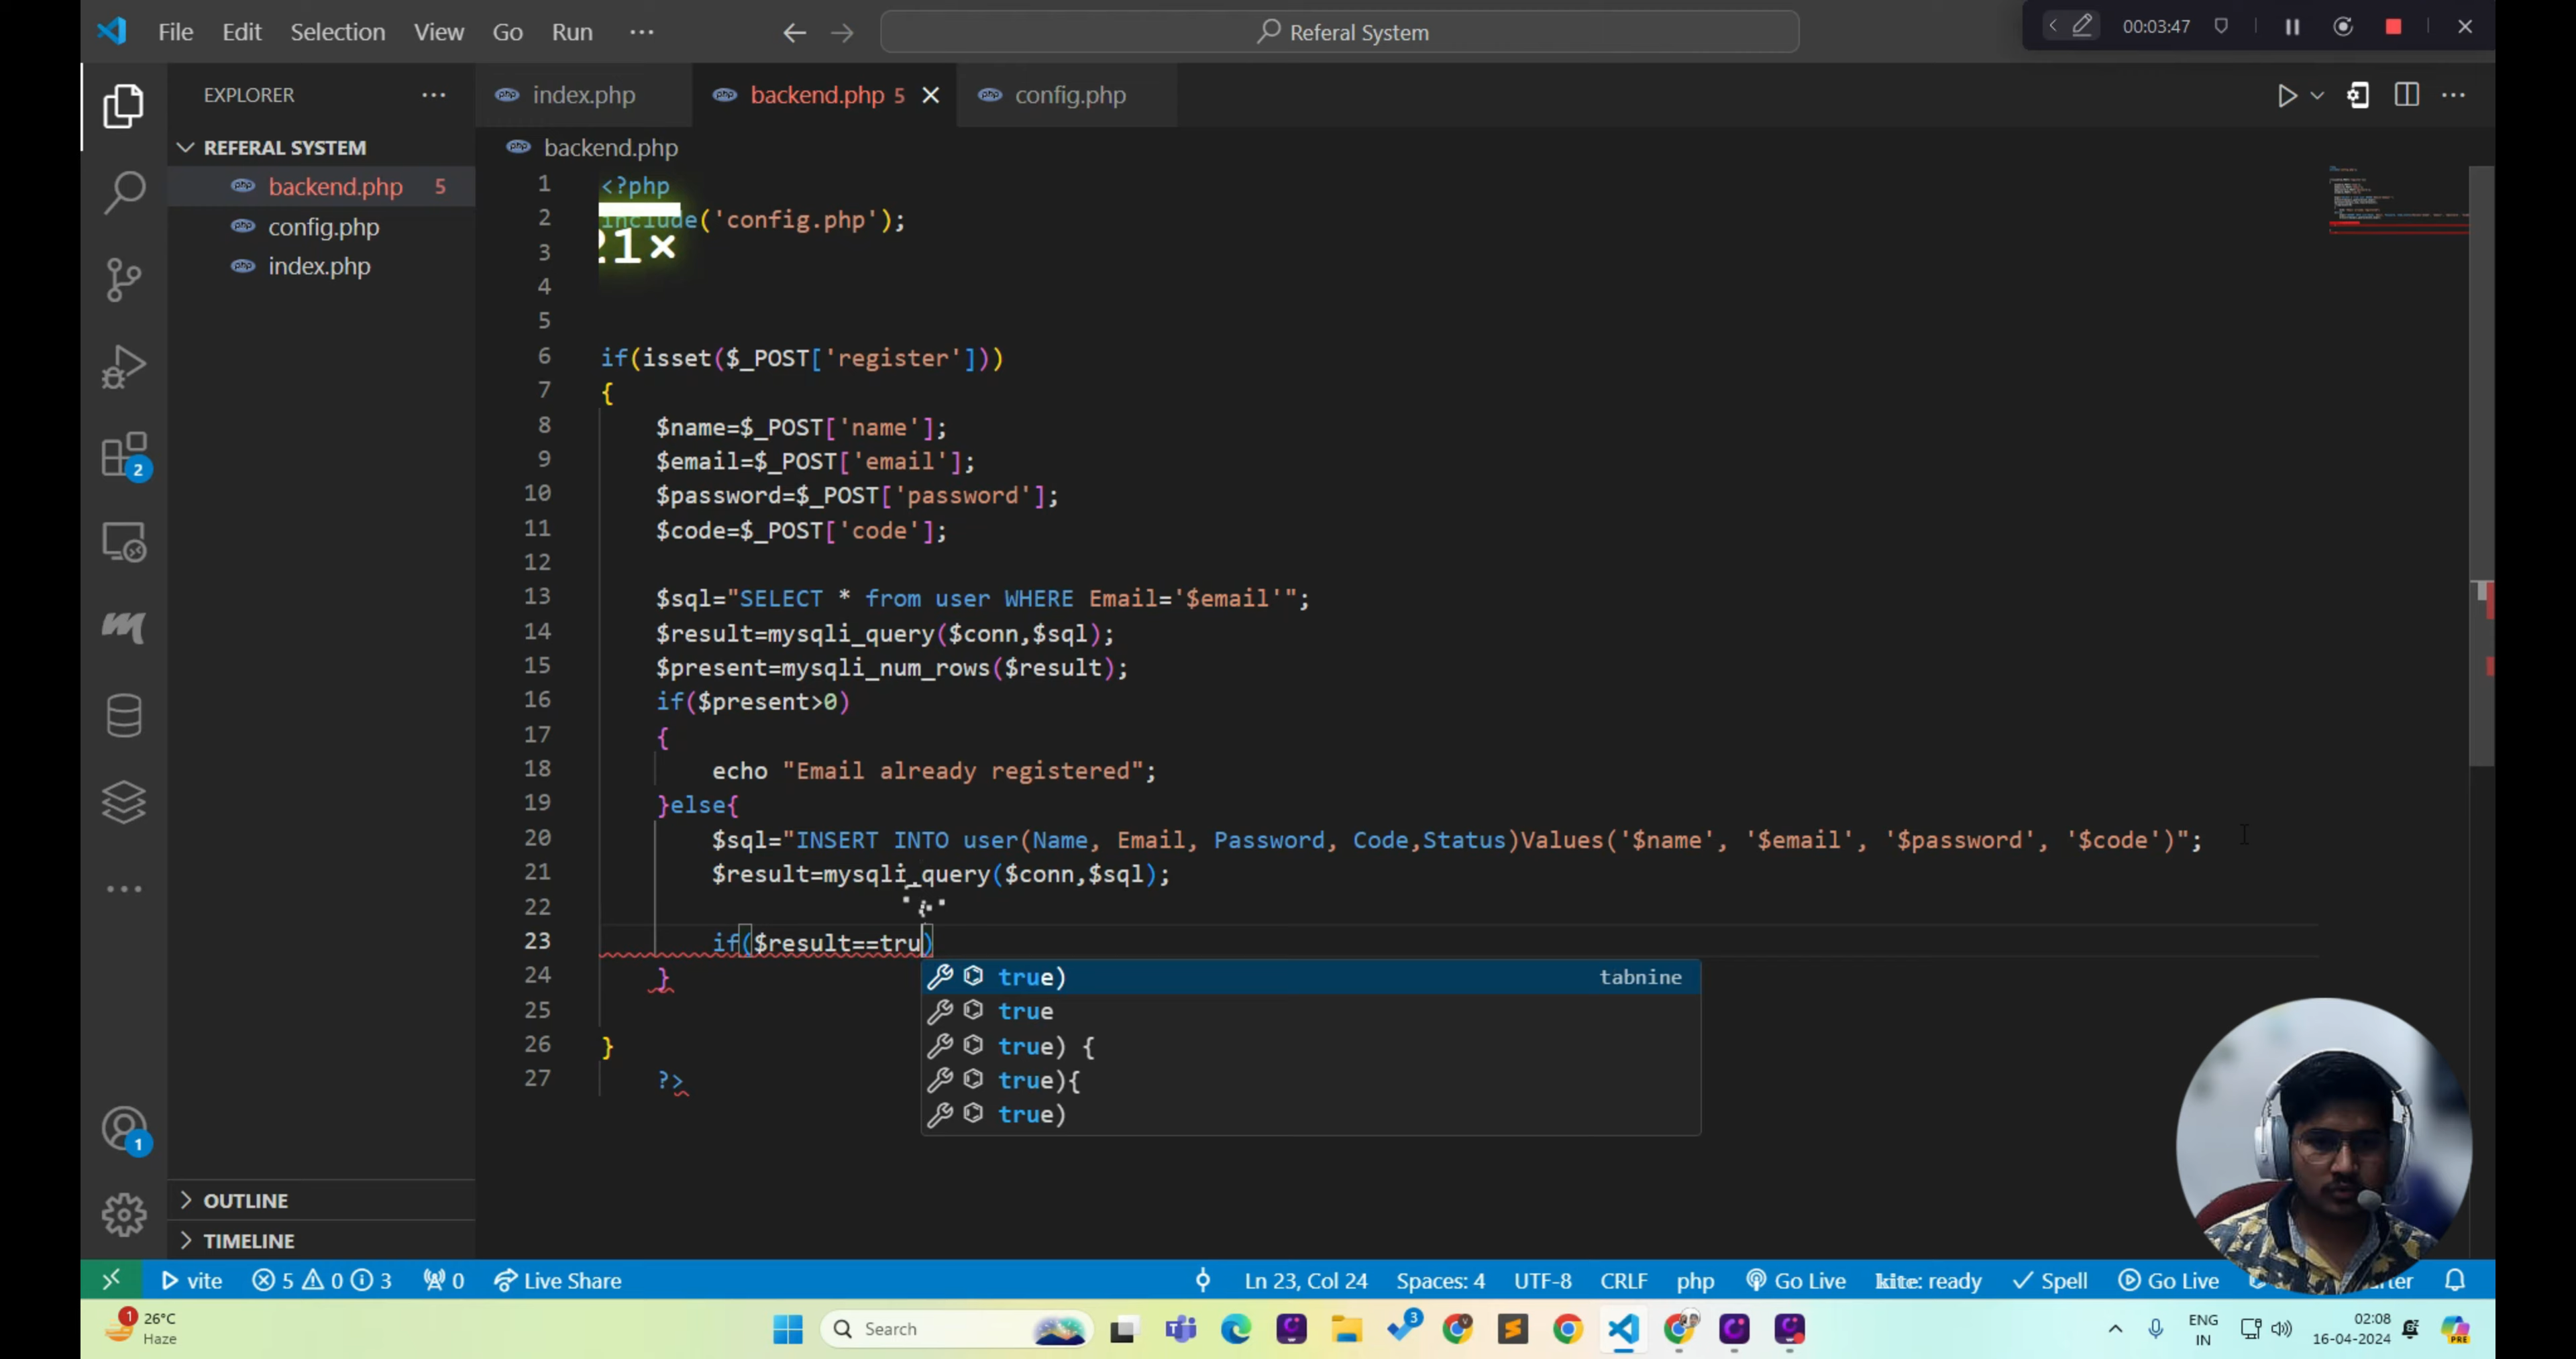 File Edit Selection View Go Run ···
Referal System
00:03:47
EXPLORER ···
index.php
backend.php 5
config.php
REFERAL SYSTEM
backend.php 5
config.php
index.php
backend.php
1 <?php
2 include('config.php');
21×
3
4
5
6 if(isset($_POST['register']))
7 {
8 $name=$_POST['name'];
9 $email=$_POST['email'];
10 $password=$_POST['password'];
11 $code=$_POST['code'];
12
13 $sql="SELECT * from user WHERE Email='$email'";
14 $result=mysqli_query($conn,$sql);
15 $present=mysqli_num_rows($result);
16 if($present>0)
17 {
18 echo "Email already registered";
19 }else{
20 $sql="INSERT INTO user(Name, Email, Password, Code,Status)Values('$name', '$email', '$password', '$code')";
21 $result=mysqli_query($conn,$sql);
22
23 if($result==tru)
24 }
25
26 }
27 ?>
true) tabnine
true
true) {
true){
true)
2
1
OUTLINE
TIMELINE
vite 5 0 3 0 Live Share
Ln 23, Col 24 Spaces: 4 UTF-8 CRLF php Go Live kite: ready Spell Go Live
1 26°C
Haze
Search
3
ENG
IN
02:08
16-04-2024
PRE